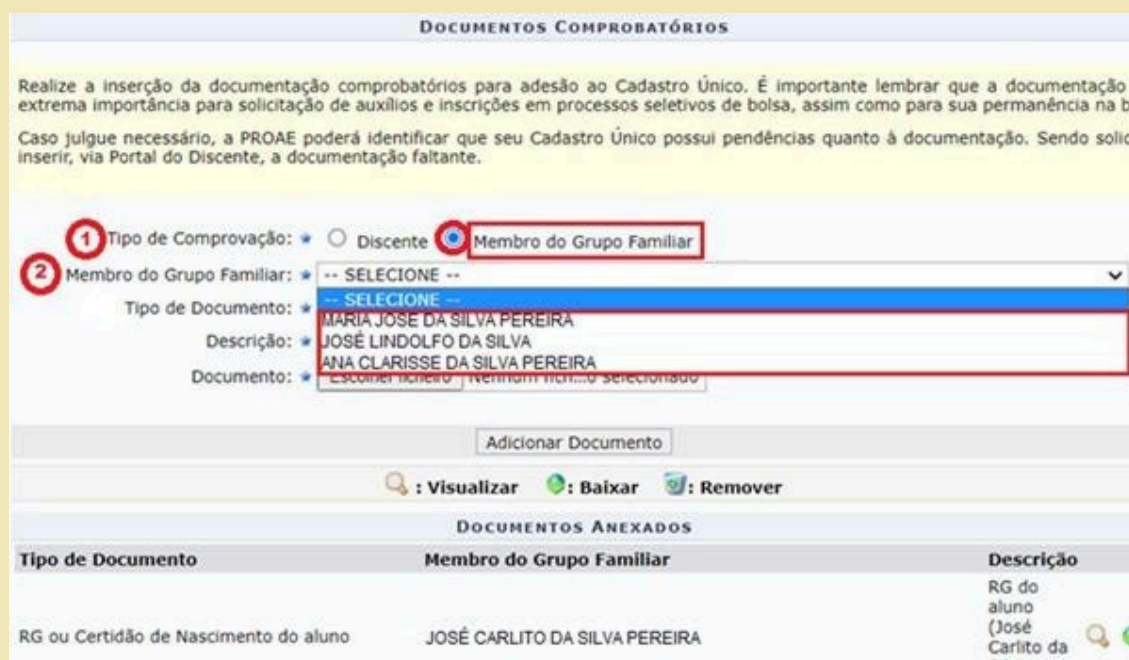 DOCUMENTOS COMPROBATÓRIOS
Realize a inserção da documentação comprobatórios para adesão ao Cadastro Único. É importante lembrar que a documentação
extrema importância para solicitação de auxílios e inscrições em processos seletivos de bolsa, assim como para sua permanência na b
Caso julgue necessário, a PROAE poderá identificar que seu Cadastro Único possui pendências quanto à documentação. Sendo solic
inserir, via Portal do Discente, a documentação faltante.
1 Tipo de Comprovação: Discente Membro do Grupo Familiar
2 Membro do Grupo Familiar: -- SELECIONE --
-- SELECIONE --
Tipo de Documento:
MARIA JOSE DA SILVA PEREIRA
Descrição: JOSÉ LINDOLFO DA SILVA
ANA CLARISSE DA SILVA PEREIRA
Documento: Escolher ficheiro Nenhum fich...o selecionado
Adicionar Documento
: Visualizar : Baixar : Remover
DOCUMENTOS ANEXADOS
Tipo de Documento Membro do Grupo Familiar Descrição
RG do
aluno
(José
RG ou Certidão de Nascimento do aluno JOSÉ CARLITO DA SILVA PEREIRA Carlito da